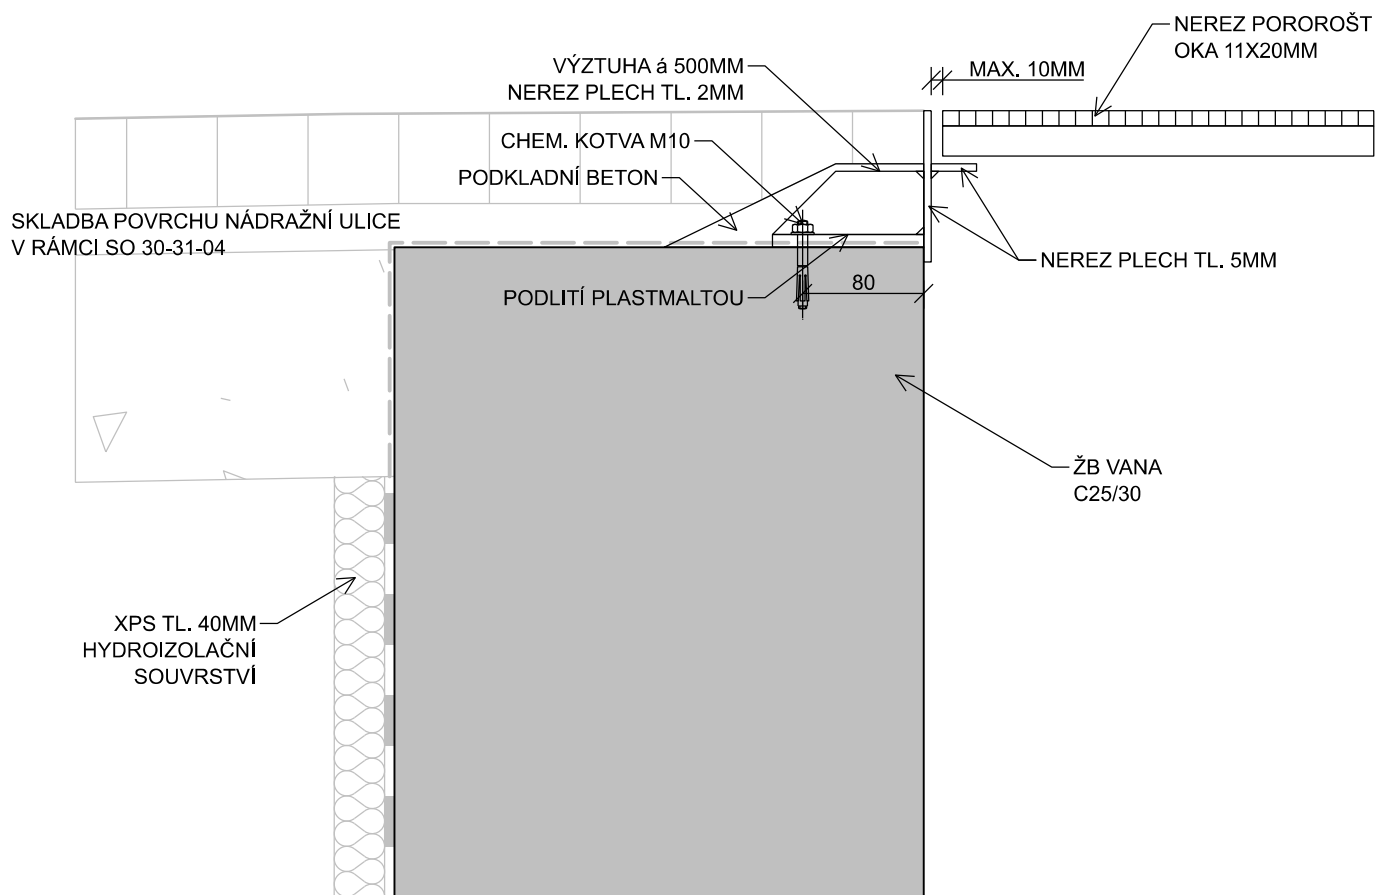 NEREZ POROROŠT
OKA 11X20MM
MAX. 10MM
VÝZTUHA á 500MM
NEREZ PLECH TL. 2MM
CHEM. KOTVA M10
PODKLADNÍ BETON
SKLADBA POVRCHU NÁDRAŽNÍ ULICE
V RÁMCI SO 30-31-04
NEREZ PLECH TL. 5MM
PODLITÍ PLASTMALTOU
80
ŽB VANA
C25/30
XPS TL. 40MM
HYDROIZOLAČNÍ
SOUVRSTVÍ